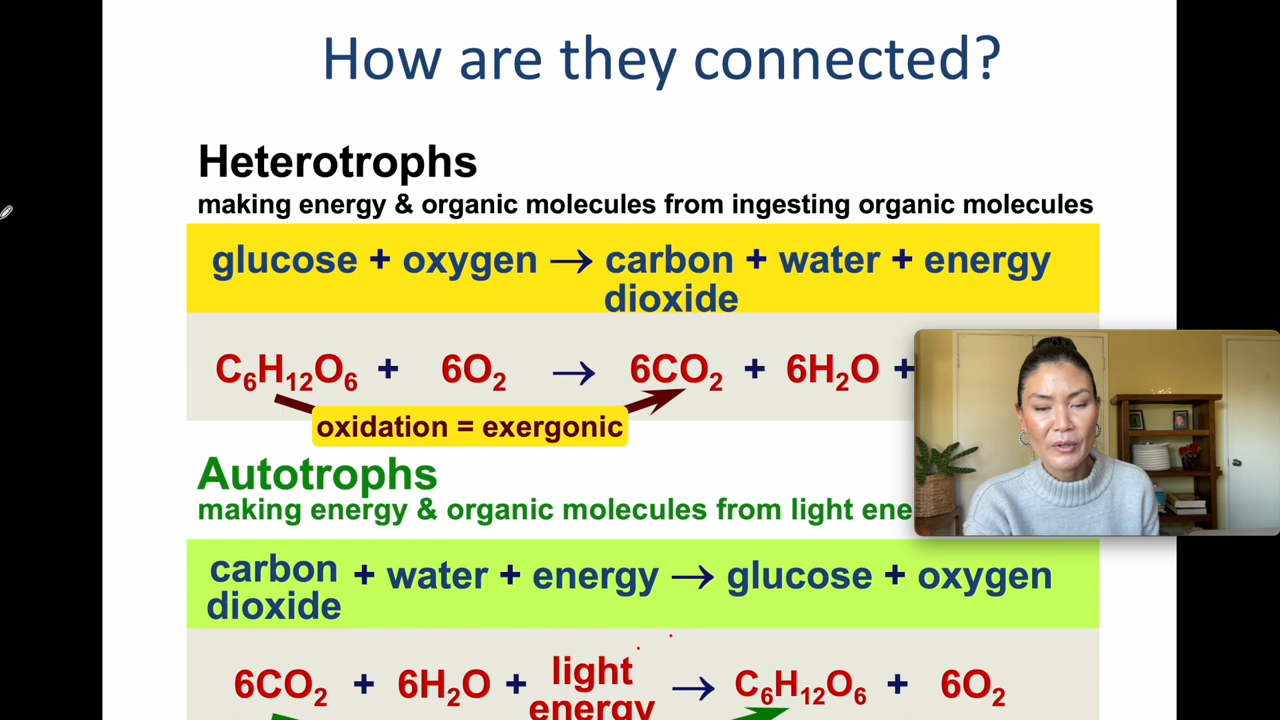 How are they connected?
Heterotrophs
making energy & organic molecules from ingesting organic molecules
glucose + oxygen → carbon + water + energy
dioxide
C₆H₁₂O₆ + 6O₂ → 6CO₂ + 6H₂O +
oxidation = exergonic
Autotrophs
making energy & organic molecules from light
carbon + water + energy → glucose + oxygen
dioxide
6CO₂ + 6H₂O + light → C₆H₁₂O₆ + 6O₂
energy